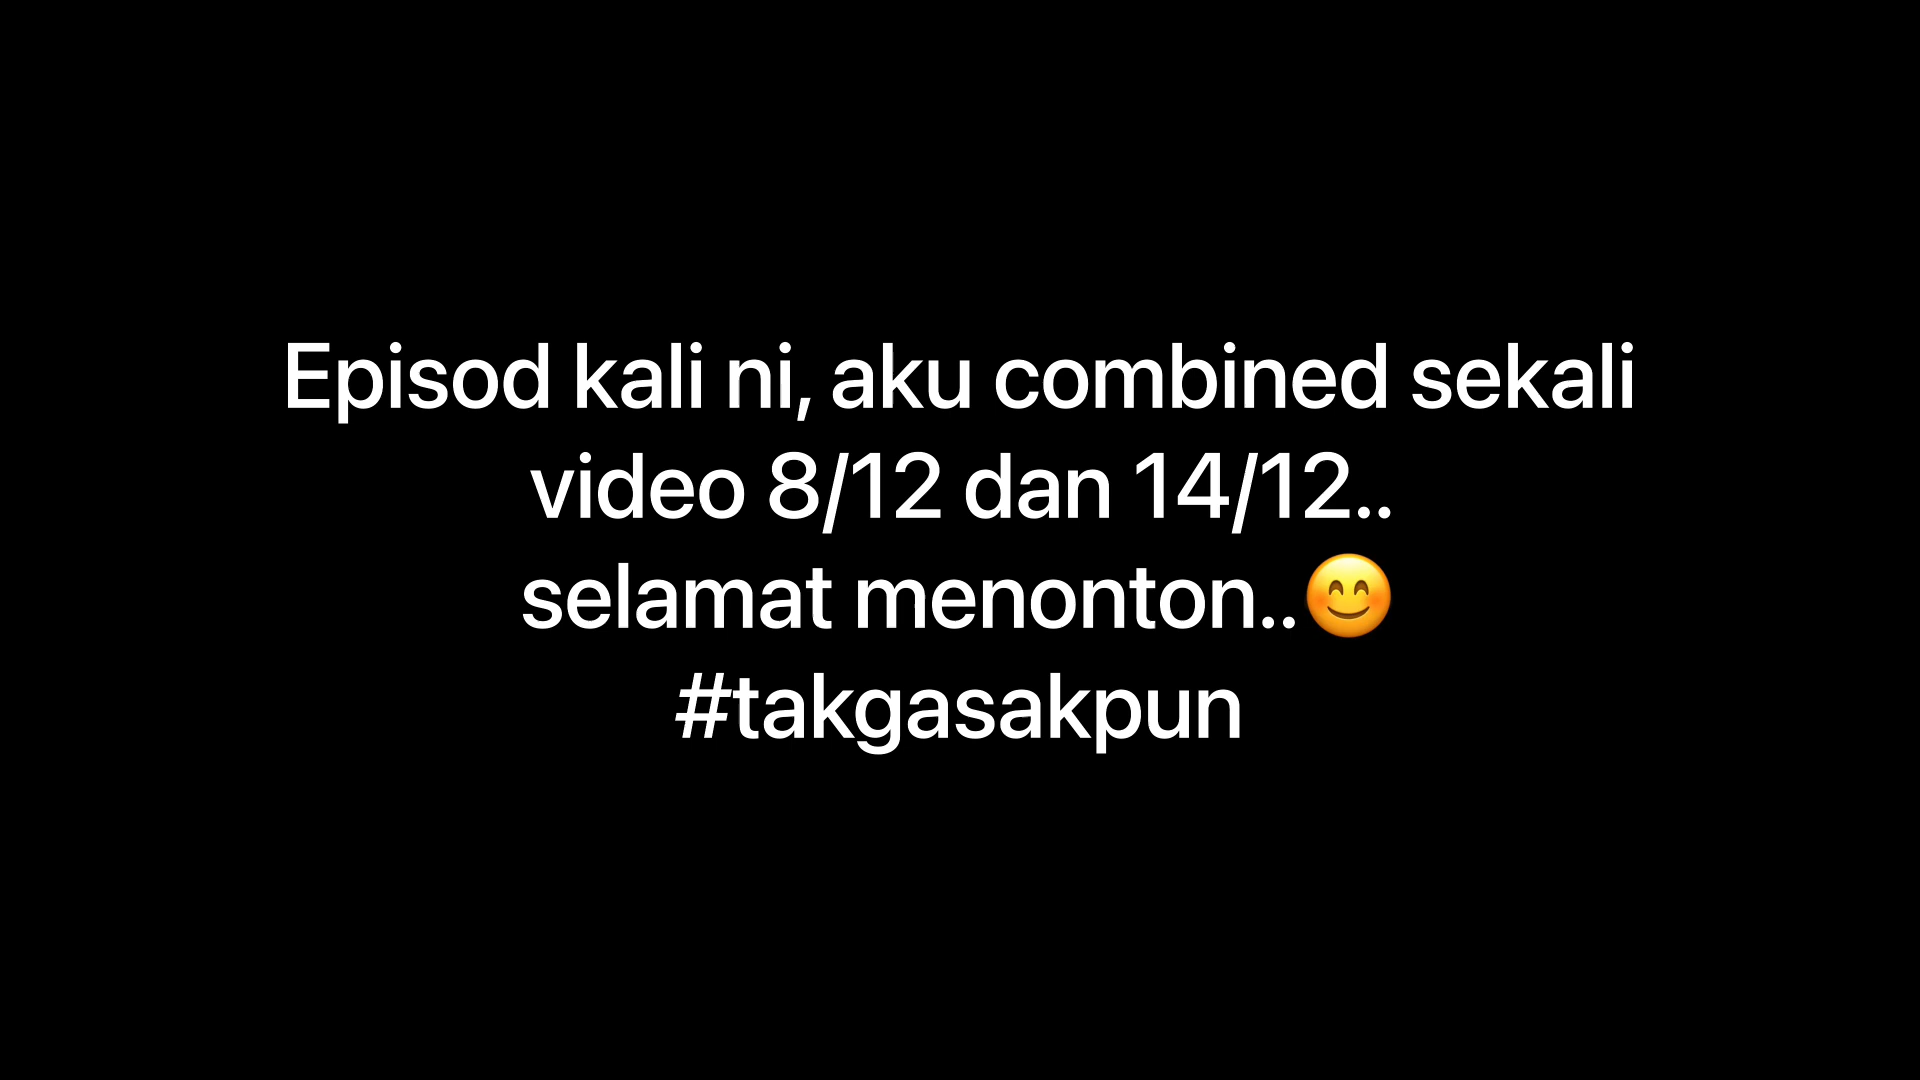 Episod kali ni, aku combined sekali
video 8/12 dan 14/12..
selamat menonton..😊
#takgasakpun